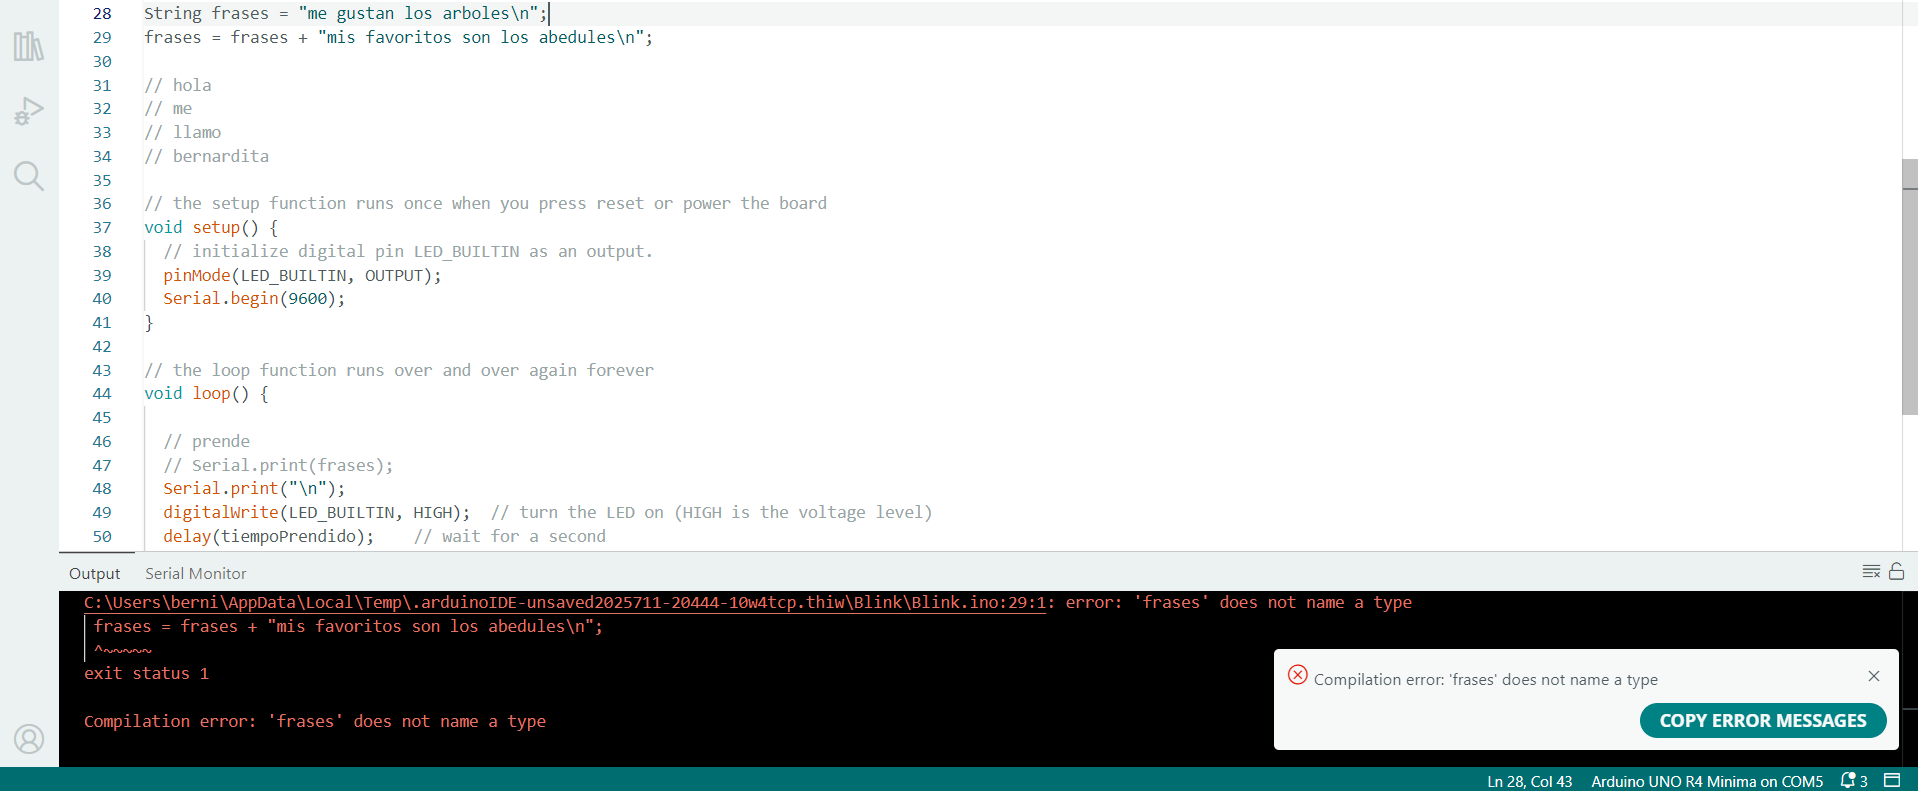 28 String frases = "me gustan los arboles\n";
29 frases = frases + "mis favoritos son los abedules\n";
30
31 // hola
32 // me
33 // llamo
34 // bernardita
35
36 // the setup function runs once when you press reset or power the board
37 void setup() {
38 // initialize digital pin LED_BUILTIN as an output.
39 pinMode(LED_BUILTIN, OUTPUT);
40 Serial.begin(9600);
41 }
42
43 // the loop function runs over and over again forever
44 void loop() {
45
46 // prende
47 // Serial.print(frases);
48 Serial.print("\n");
49 digitalWrite(LED_BUILTIN, HIGH); // turn the LED on (HIGH is the voltage level)
50 delay(tiempoPrendido); // wait for a second
Output Serial Monitor
C:\Users\berni\AppData\Local\Temp\.arduinoIDE-unsaved2025711-20444-10w4tcp.thiw\Blink\Blink.ino:29:1: error: 'frases' does not name a type
frases = frases + "mis favoritos son los abedules\n";
^~~~~~
exit status 1
Compilation error: 'frases' does not name a type
Compilation error: 'frases' does not name a type
COPY ERROR MESSAGES
Ln 28, Col 43 Arduino UNO R4 Minima on COM5 3